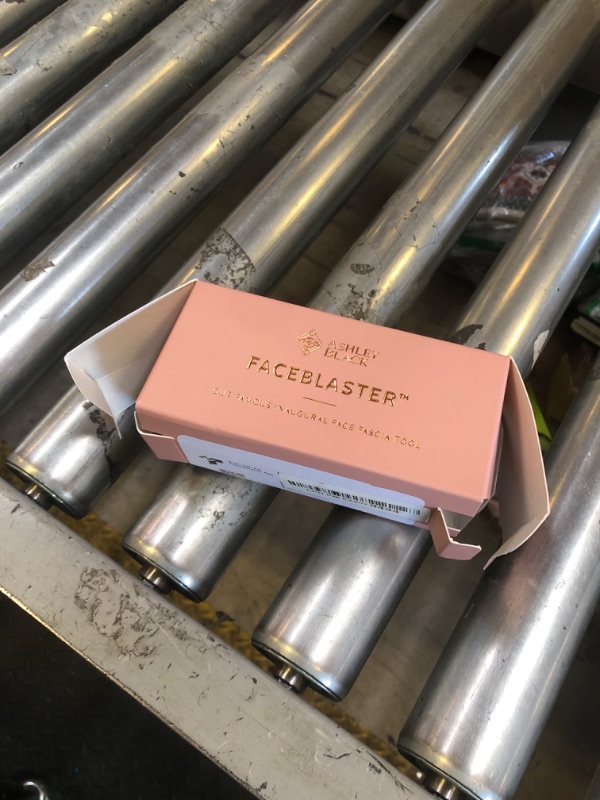 ASHLEY
BLACK
FACEBLASTER™
OUR FAMOUS INAUGURAL FACE FASCIA TOOL